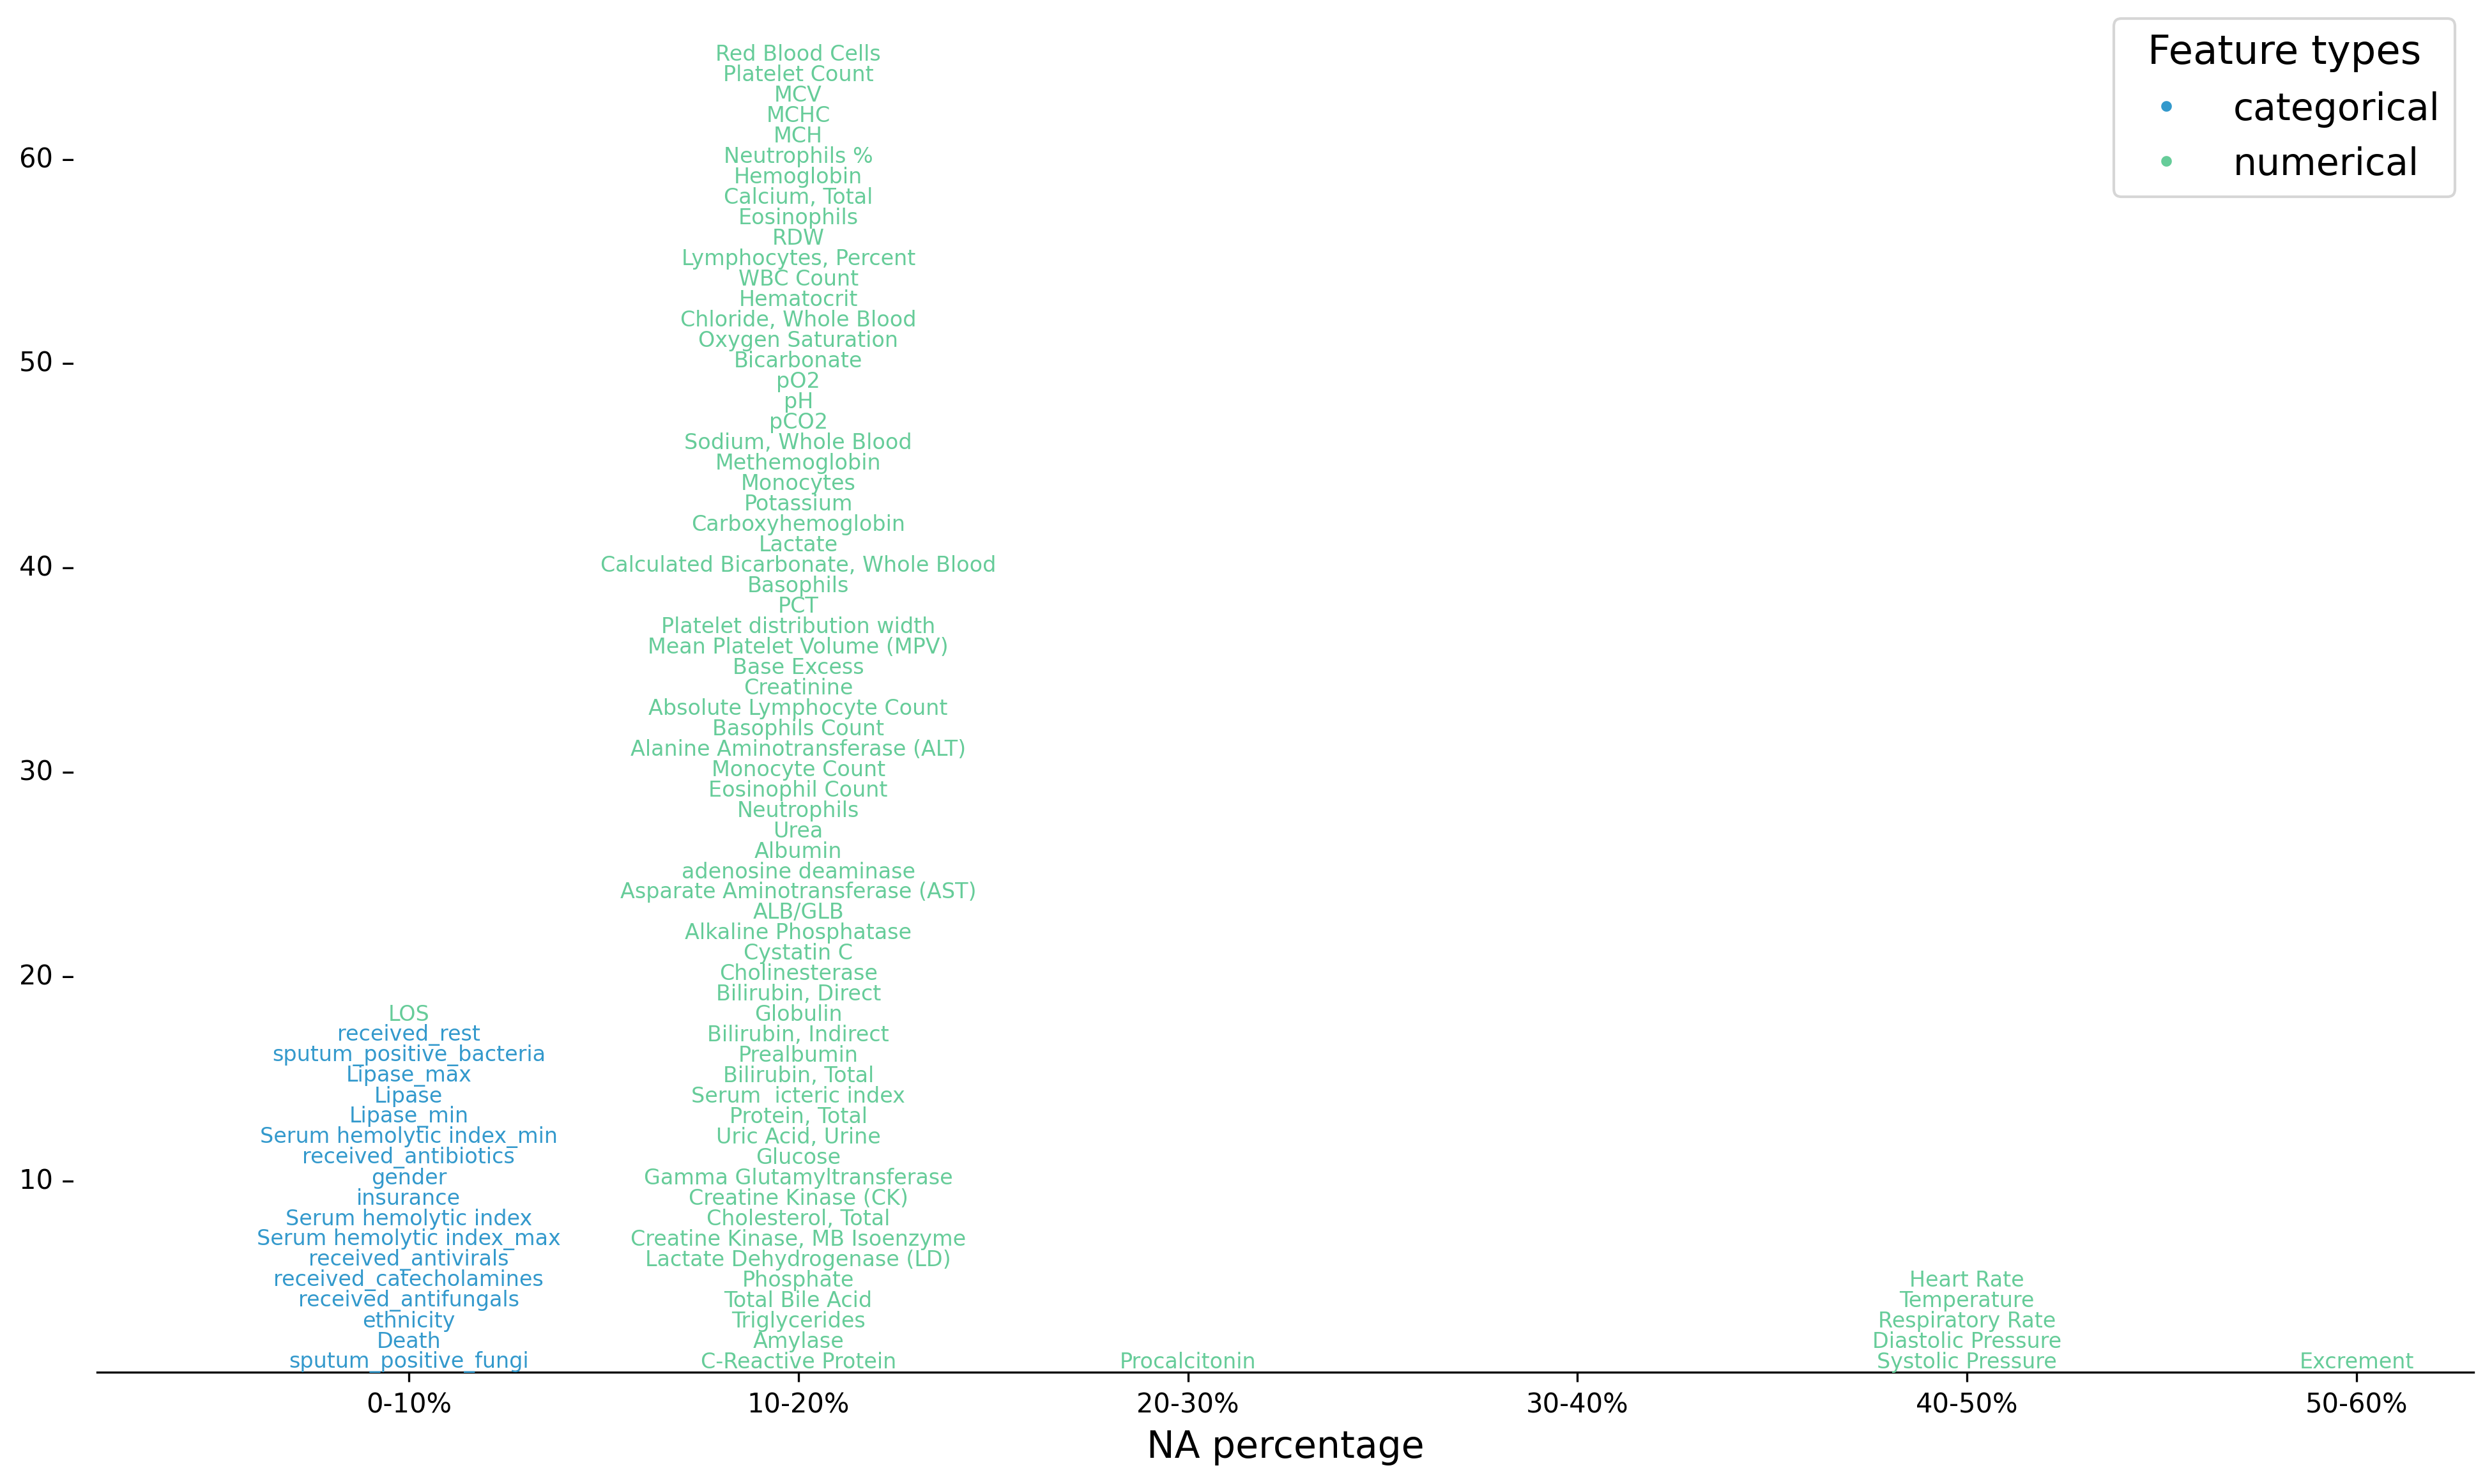 Feature types
categorical
numerical
60
50
40
30
20
10
LOS
received_rest
sputum_positive_bacteria
Lipase_max
Lipase
Lipase_min
Serum hemolytic index_min
received_antibiotics
gender
insurance
Serum hemolytic index
Serum hemolytic index_max
received_antivirals
received_catecholamines
received_antifungals
ethnicity
Death
sputum_positive_fungi
Red Blood Cells
Platelet Count
MCV
MCHC
MCH
Neutrophils %
Hemoglobin
Calcium, Total
Eosinophils
RDW
Lymphocytes, Percent
WBC Count
Hematocrit
Chloride, Whole Blood
Oxygen Saturation
Bicarbonate
pO2
pH
pCO2
Sodium, Whole Blood
Methemoglobin
Monocytes
Potassium
Carboxyhemoglobin
Lactate
Calculated Bicarbonate, Whole Blood
Basophils
PCT
Platelet distribution width
Mean Platelet Volume (MPV)
Base Excess
Creatinine
Absolute Lymphocyte Count
Basophils Count
Alanine Aminotransferase (ALT)
Monocyte Count
Eosinophil Count
Neutrophils
Urea
Albumin
adenosine deaminase
Asparate Aminotransferase (AST)
ALB/GLB
Alkaline Phosphatase
Cystatin C
Cholinesterase
Bilirubin, Direct
Globulin
Bilirubin, Indirect
Prealbumin
Bilirubin, Total
Serum  icteric index
Protein, Total
Uric Acid, Urine
Glucose
Gamma Glutamyltransferase
Creatine Kinase (CK)
Cholesterol, Total
Creatine Kinase, MB Isoenzyme
Lactate Dehydrogenase (LD)
Phosphate
Total Bile Acid
Triglycerides
Amylase
C-Reactive Protein
Procalcitonin
Heart Rate
Temperature
Respiratory Rate
Diastolic Pressure
Systolic Pressure
Excrement
0-10%
10-20%
20-30%
30-40%
40-50%
50-60%
NA percentage